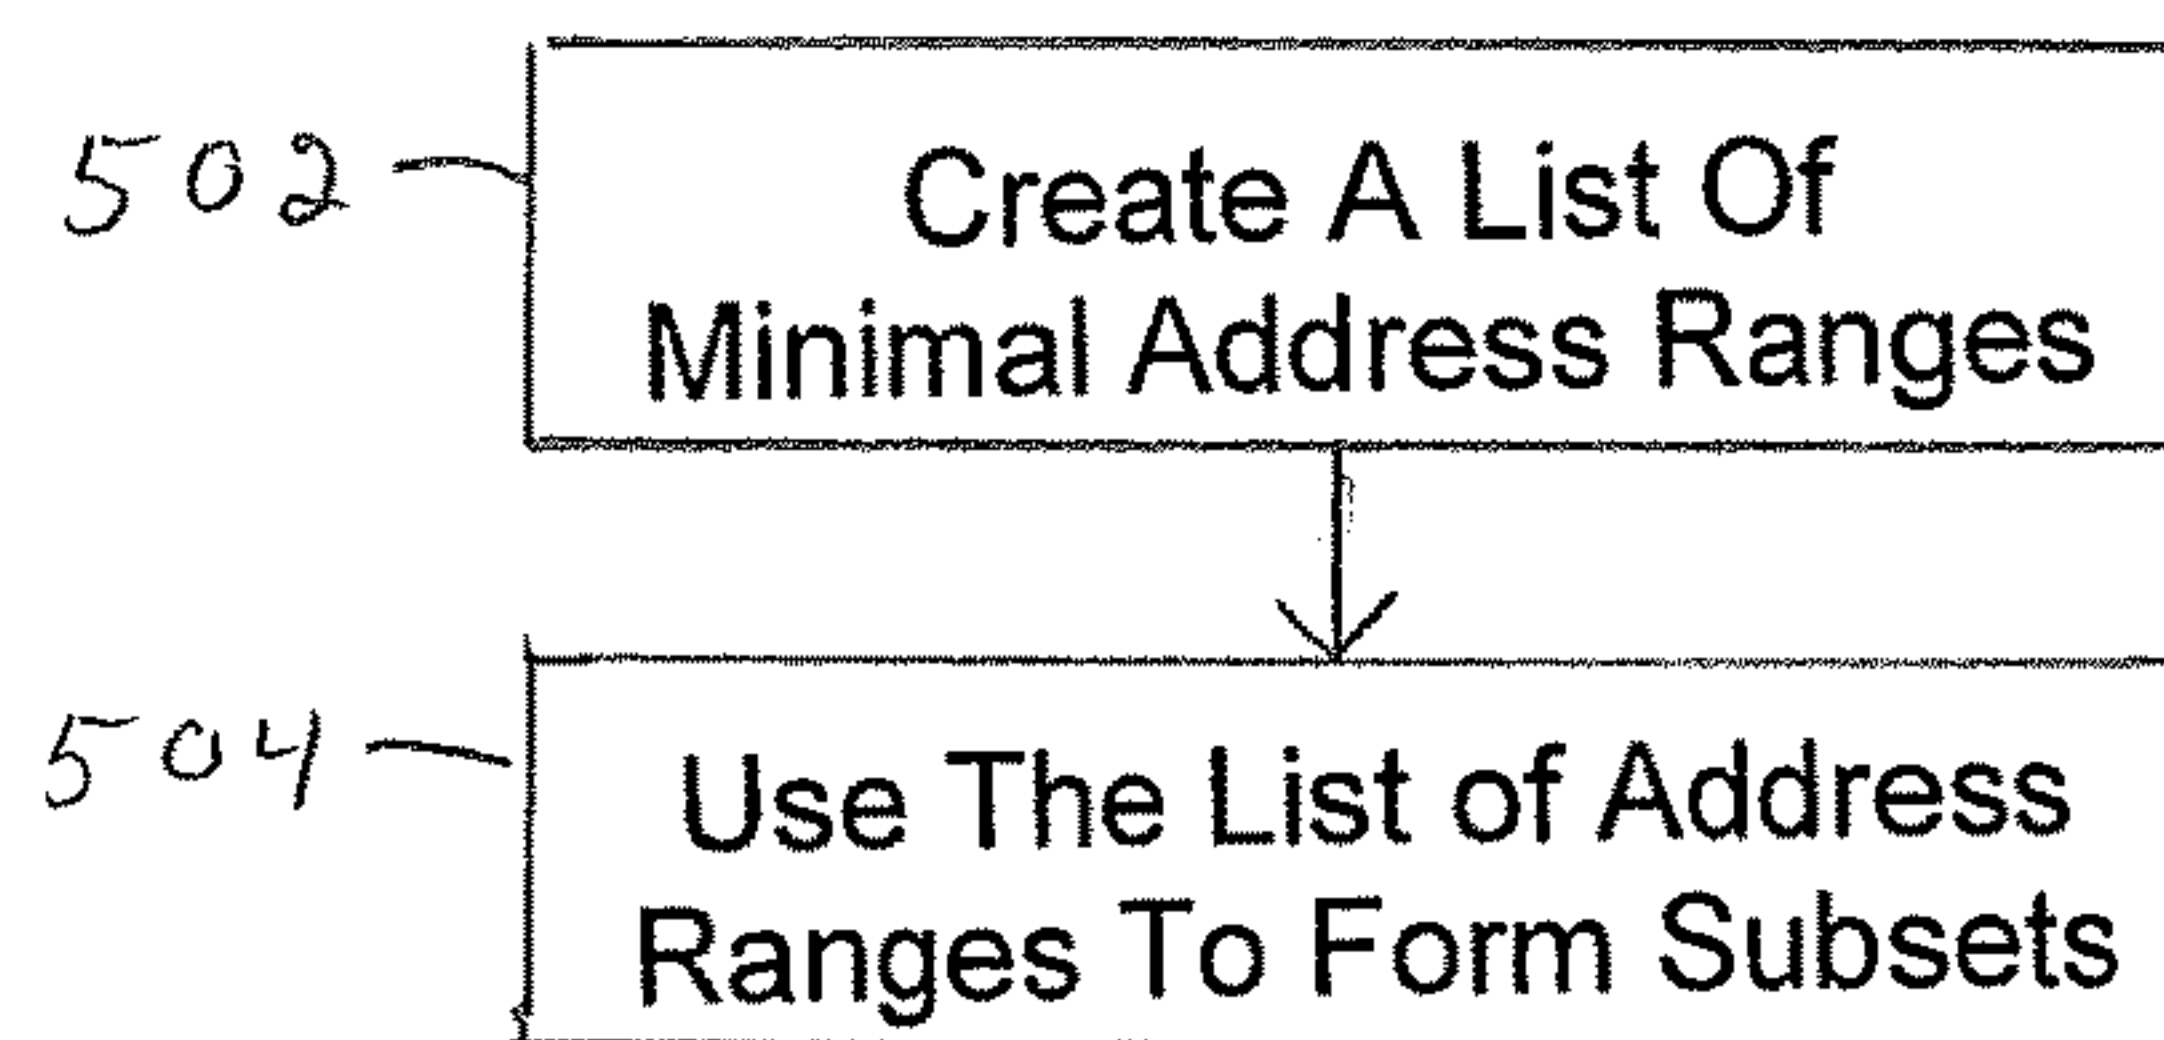 502
Create A List Of
Minimal Address Ranges
504
Use The List of Address
Ranges To Form Subsets